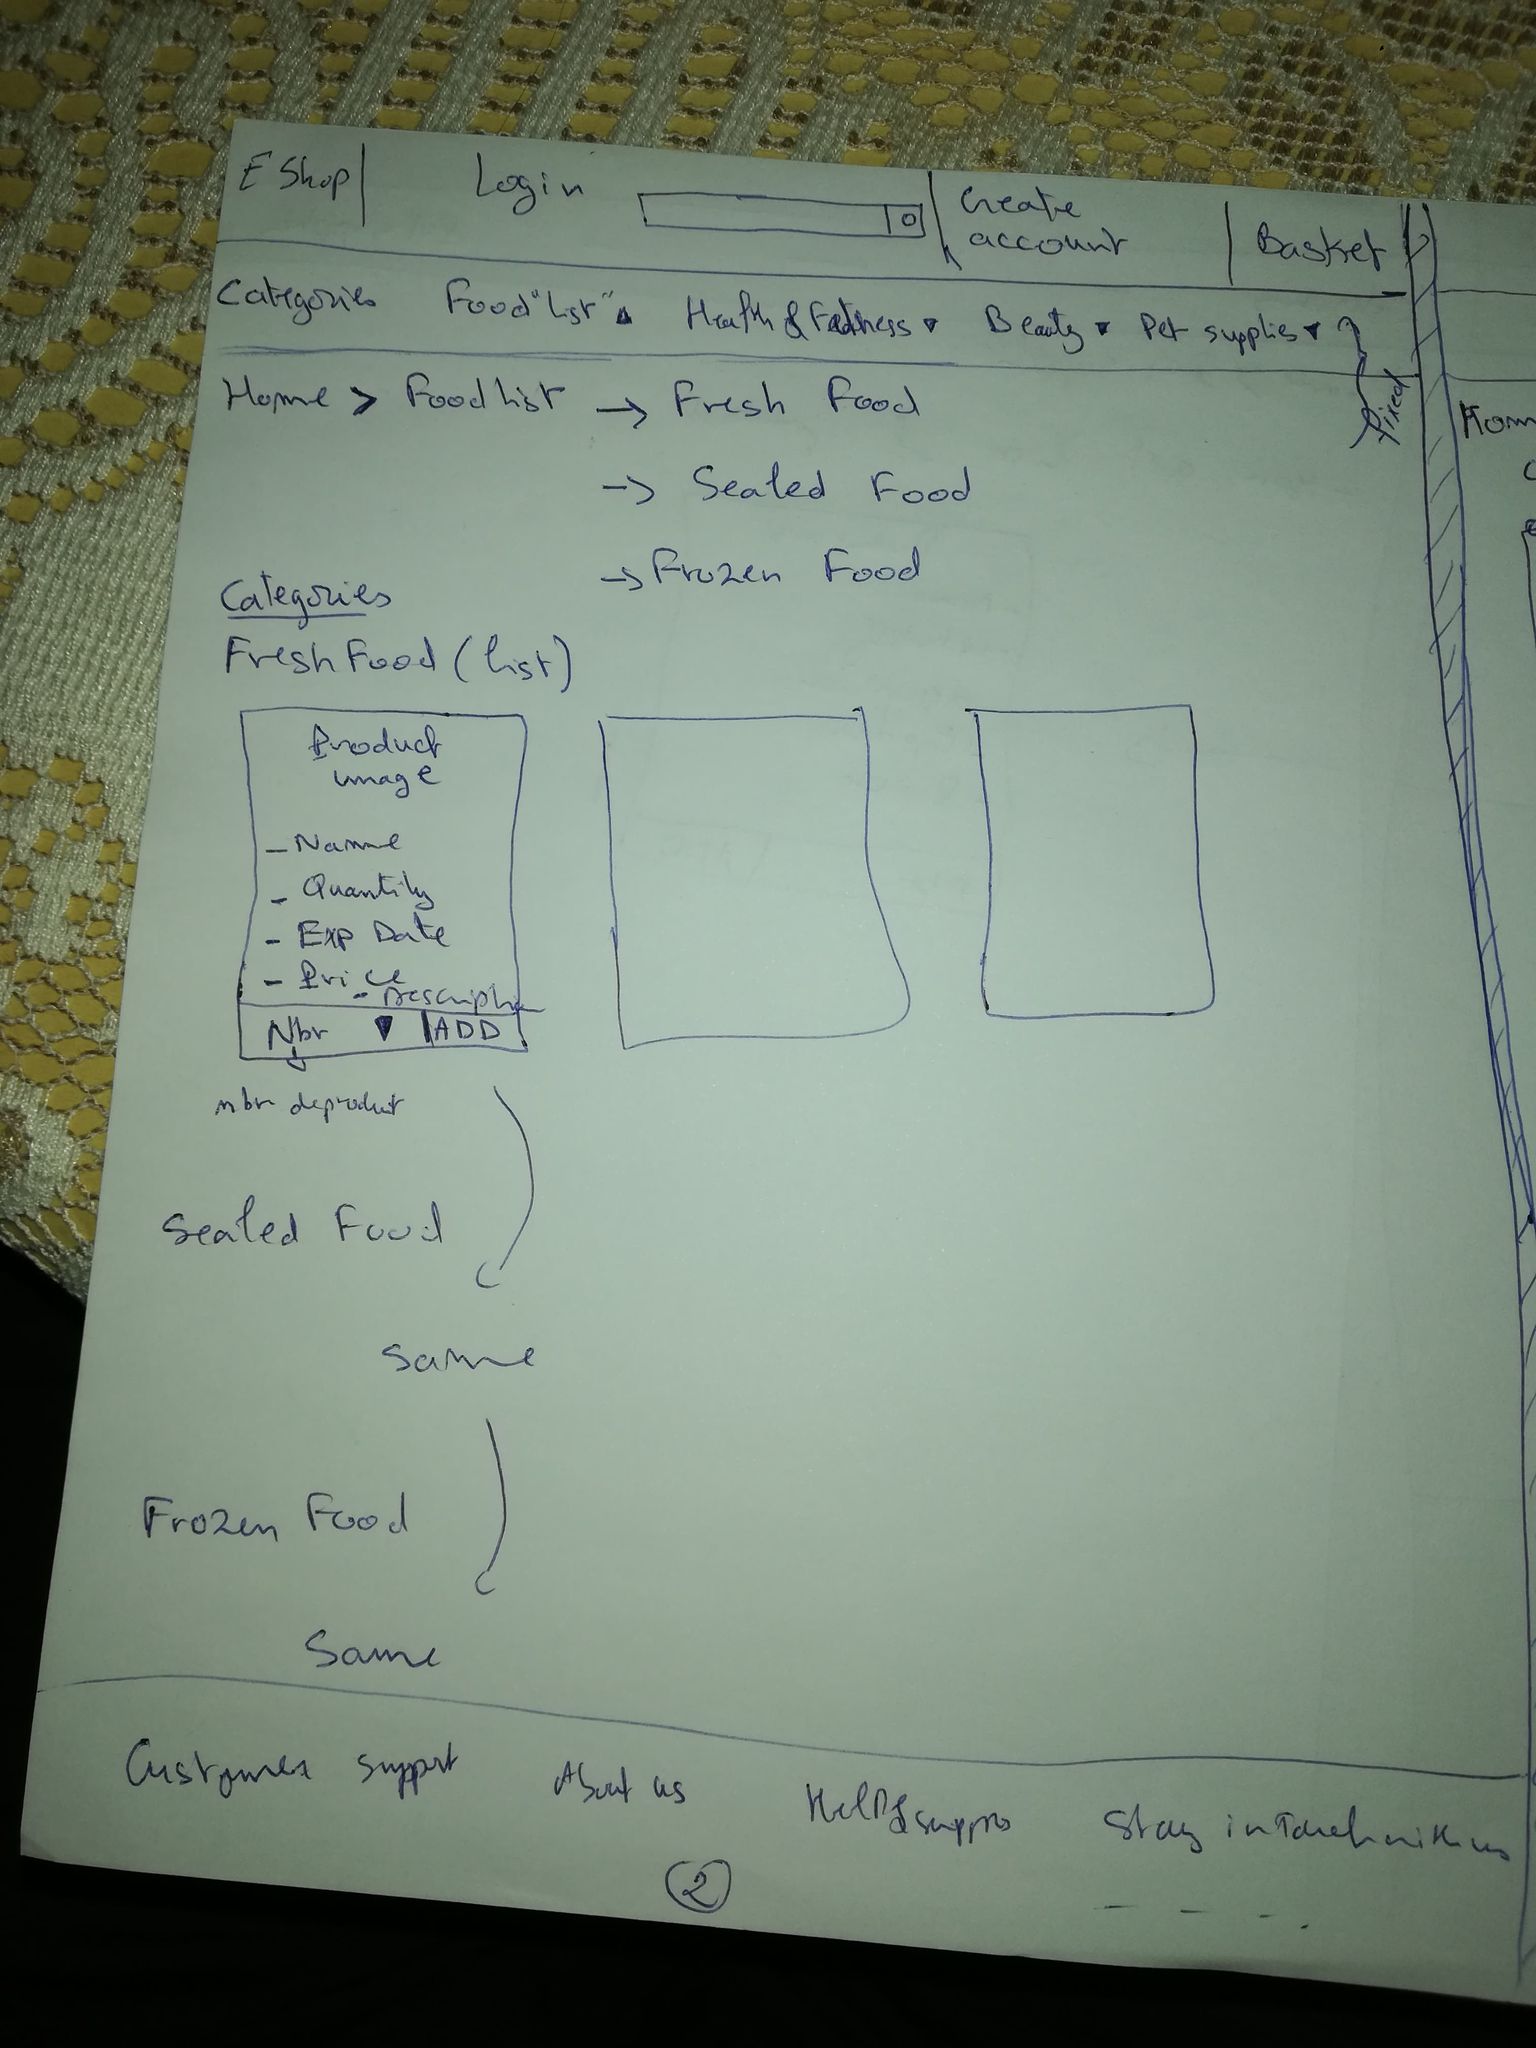 E Shop Login Create account Basket
Categories Food "list" Health & Fetness Beauty Pet supplies
fixed
Home > Food list → Fresh Food
→ Sealed Food
→ Frozen Food
Categories
Fresh Food (list)
Product
image
- Name
- Quantity
- Exp Date
- Price
- Description
Nbr ADD
nbr de product
Sealed Food
Same
Frozen Food
Same
Customer support About us Help & suppro Stay in Touch with us
2
Hom